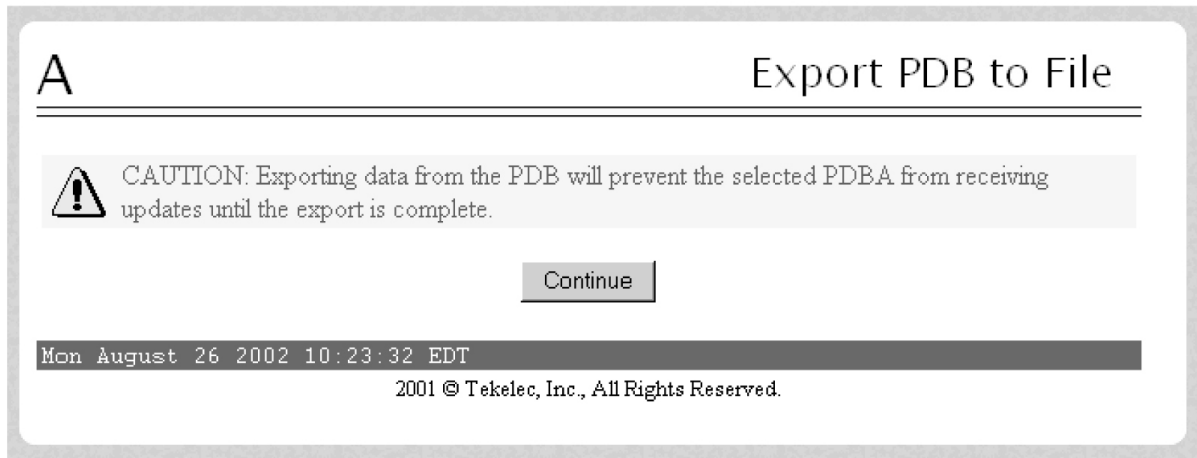 A
Export PDB to File
CAUTION: Exporting data from the PDB will prevent the selected PDBA from receiving
updates until the export is complete.
Continue
Mon August 26 2002 10:23:32 EDT
2001 © Tekelec, Inc., All Rights Reserved.